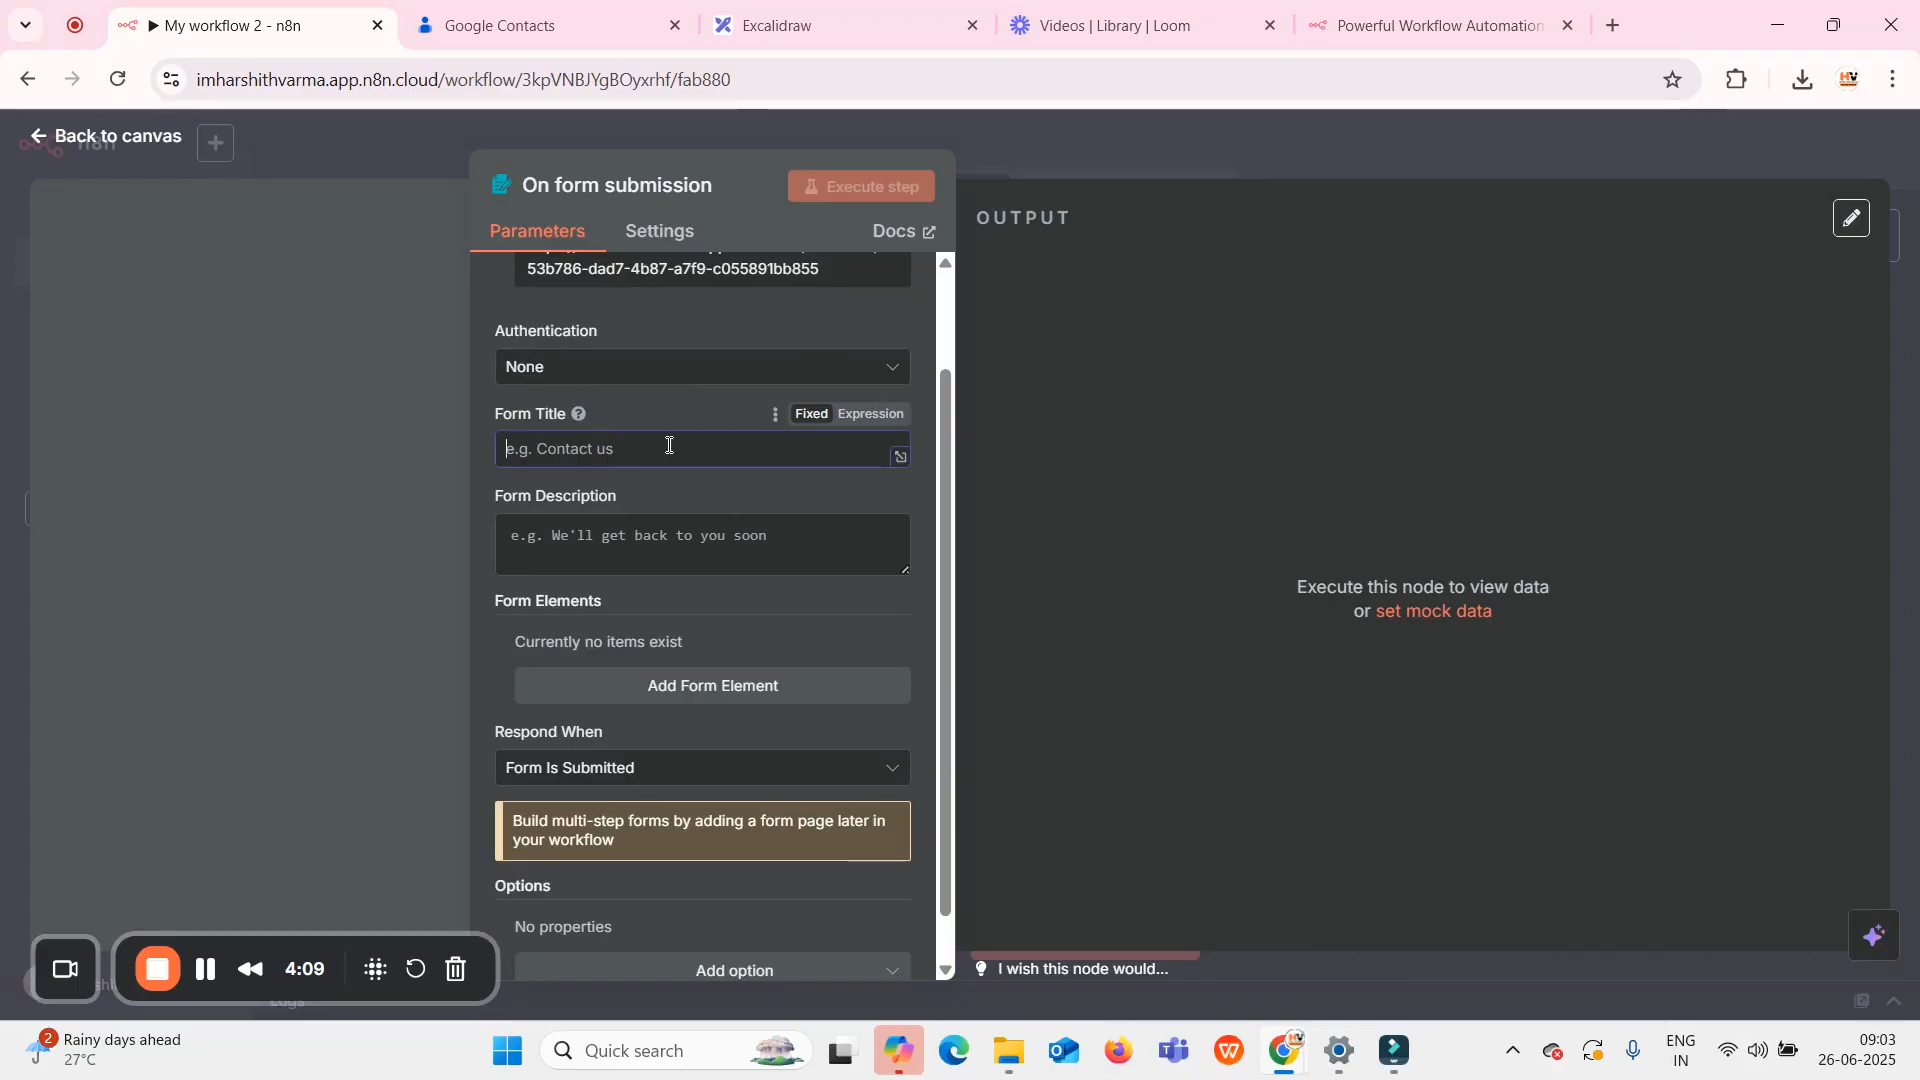 My workflow 2 - n8n
Google Contacts
Excalidraw
Videos | Library | Loom
Powerful Workflow Automation
imharshithvarma.app.n8n.cloud/workflow/3kpVNBJYgBOyxrhf/fab880
Back to canvas
n8n
On form submission
Execute step
Parameters
Settings
Docs
OUTPUT
53b786-dad7-4b87-a7f9-c055891bb855
Authentication
None
Form Title
Fixed
Expression
e.g. Contact us
Form Description
e.g. We'll get back to you soon
Form Elements
Currently no items exist
Add Form Element
Respond When
Form Is Submitted
Build multi-step forms by adding a form page later in
your workflow
Options
No properties
Add option
Execute this node to view data
or set mock data
I wish this node would...
Logs
4:09
2
Rainy days ahead
27°C
Quick search
ENG
IN
09:03
26-06-2025